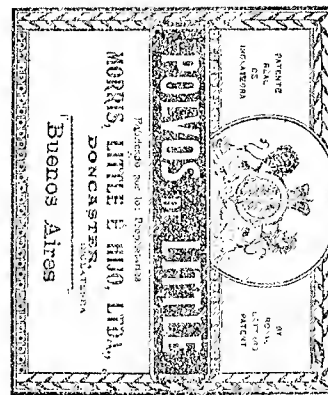 PATENTE
REAL
DE
INGLATERRA
BY
ROYAL
LETTERS
PATENT
POLVOS DE LITTLE
por los Propietarios
MORRIS, LITTLE É HIJO, LTDA,
DONCASTER,
INGLATERRA
Buenos Aires